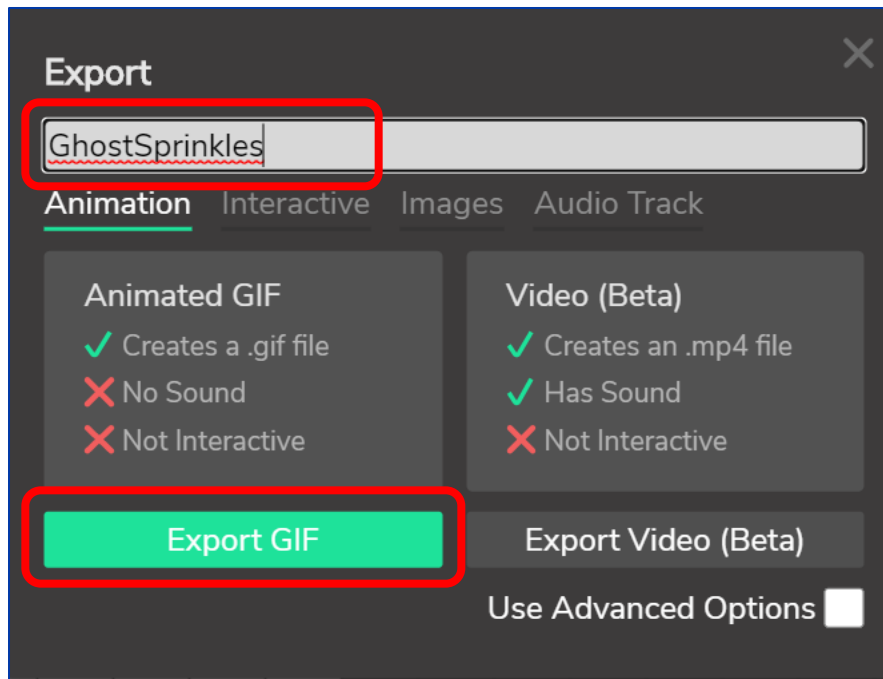 Export
GhostSprinkles
Animation Interactive Images Audio Track
Animated GIF
Creates a .gif file
No Sound
Not Interactive
Video (Beta)
Creates an .mp4 file
Has Sound
Not Interactive
Export GIF
Export Video (Beta)
Use Advanced Options